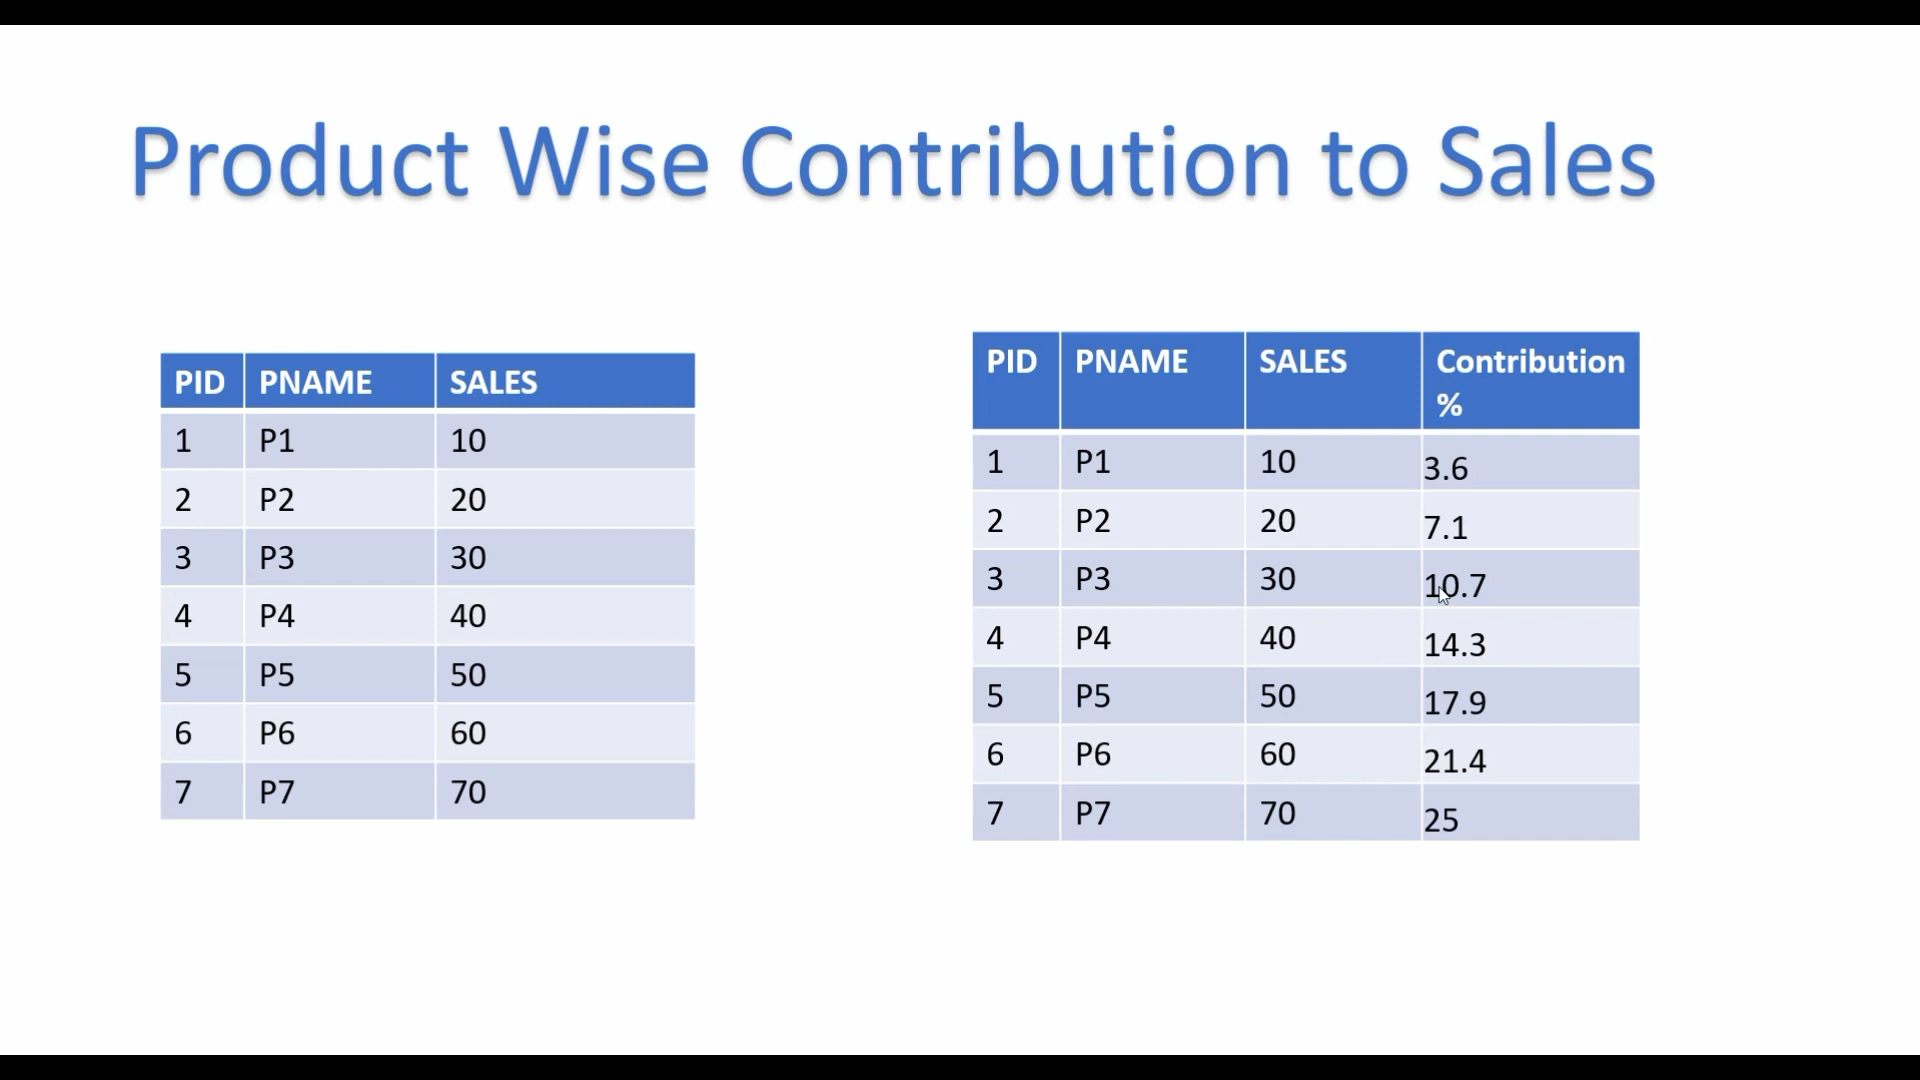 Product Wise Contribution to Sales
PID PNAME SALES
1 P1 10
2 P2 20
3 P3 30
4 P4 40
5 P5 50
6 P6 60
7 P7 70
PID PNAME SALES Contribution
%
1 P1 10 3.6
2 P2 20 7.1
3 P3 30 10.7
4 P4 40 14.3
5 P5 50 17.9
6 P6 60 21.4
7 P7 70 25